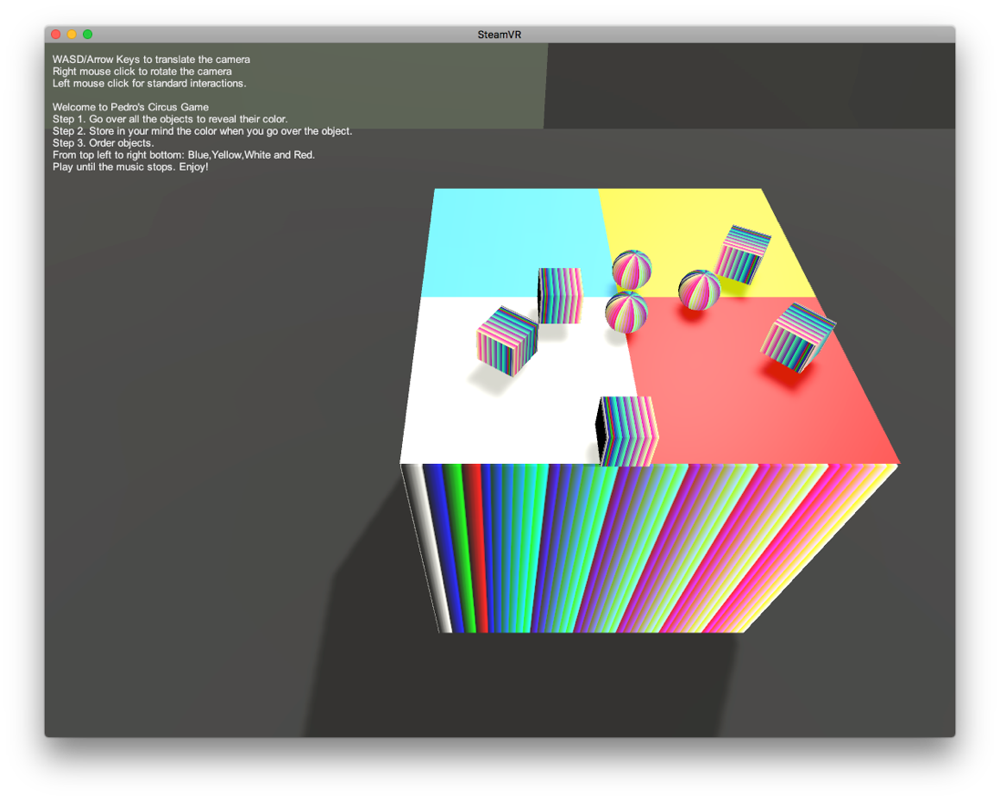 SteamVR
WASD/Arrow Keys to translate the camera
Right mouse click to rotate the camera
Left mouse click for standard interactions.
Welcome to Pedro's Circus Game
Step 1. Go over all the objects to reveal their color.
Step 2. Store in your mind the color when you go over the object.
Step 3. Order objects.
From top left to right bottom: Blue,Yellow,White and Red.
Play until the music stops. Enjoy!